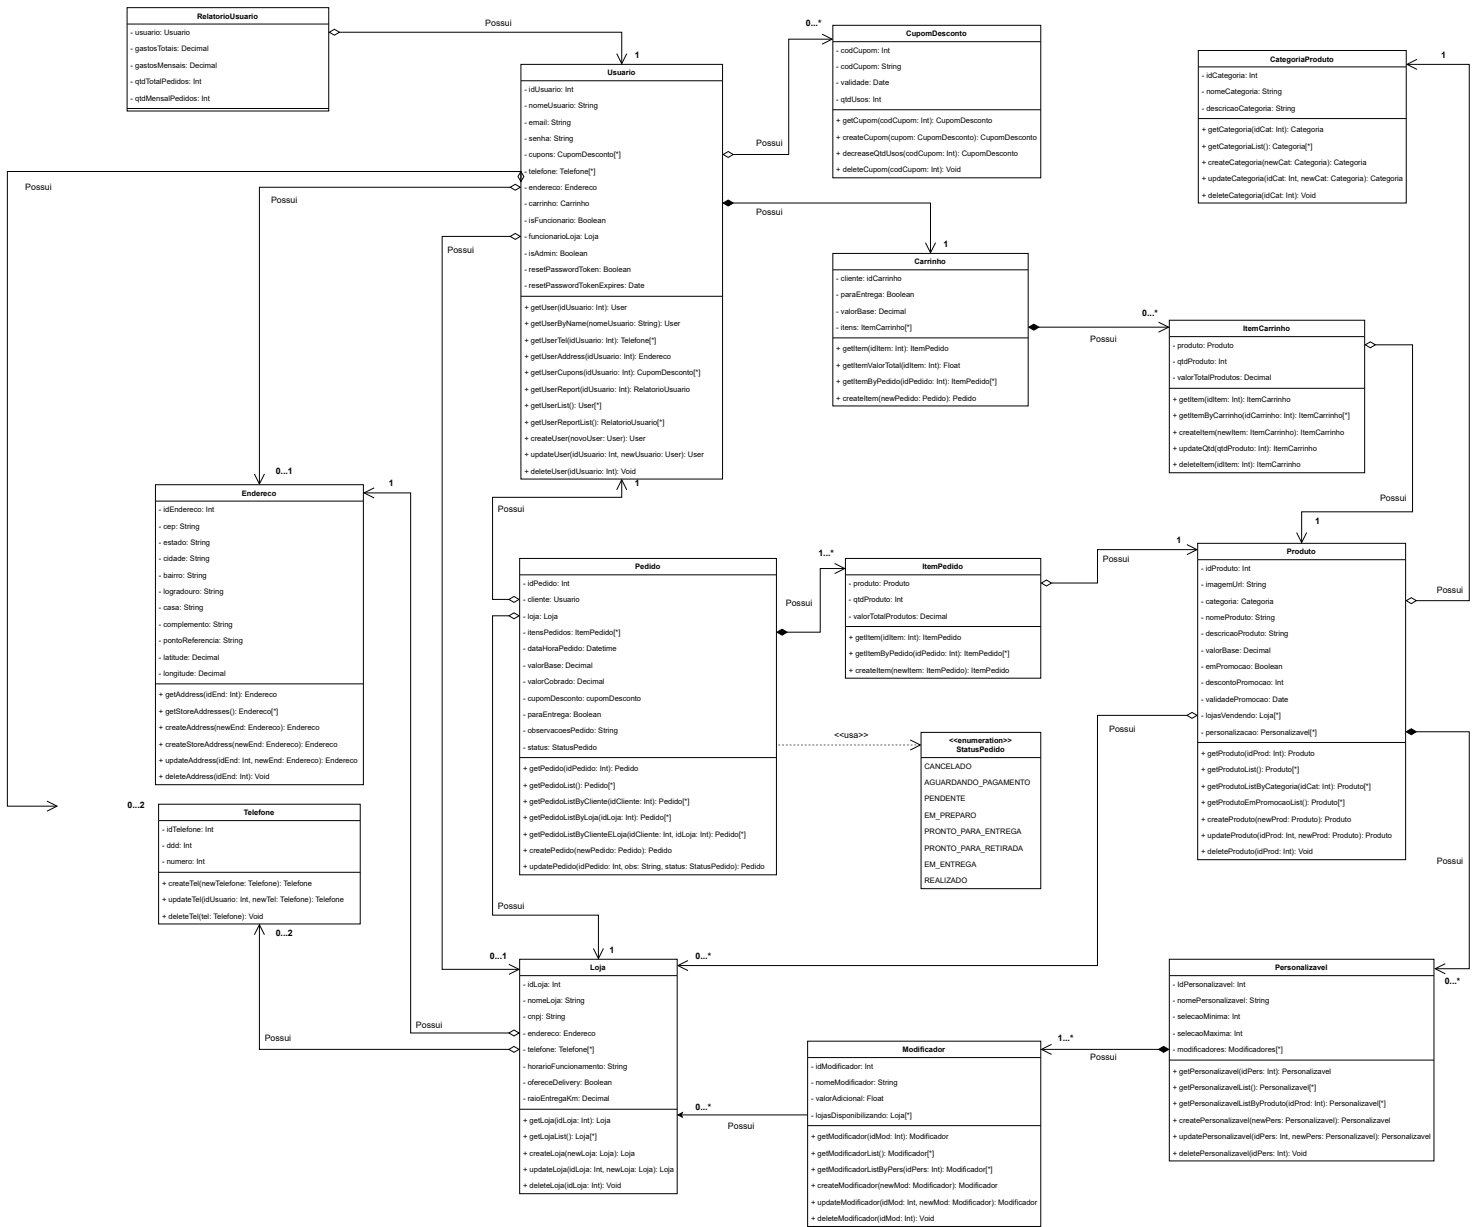 RelatorioUsuario
- usuario: Usuario
- gastosTotais: Decimal
- gastosMensais: Decimal
- qtdTotalPedidos: Int
- qtdMensalPedidos: Int
Possui
1
Usuario
- idUsuario: Int
- nomeUsuario: String
- email: String
- senha: String
- cupons: CupomDesconto[*]
- telefone: Telefone[*]
- endereco: Endereco
- carrinho: Carrinho
- isFuncionario: Boolean
- funcionarioLoja: Loja
- isAdmin: Boolean
- resetPasswordToken: Boolean
- resetPasswordTokenExpires: Date
+ getUser(idUsuario: Int): User
+ getUserByName(nomeUsuario: String): User
+ getUserTel(idUsuario: Int): Telefone[*]
+ getUserAddress(idUsuario: Int): Endereco
+ getUserCupons(idUsuario: Int): CupomDesconto[*]
+ getUserReport(idUsuario: Int): RelatorioUsuario
+ getUserList(): User[*]
+ getUserReportList(): RelatorioUsuario[*]
+ createUser(novoUser: User): User
+ updateUser(idUsuario: Int, newUsuario: User): User
+ deleteUser(idUsuario: Int): Void
Possui
0...*
CupomDesconto
- codCupom: Int
- codCupom: String
- validade: Date
- qtdUsos: Int
+ getCupom(codCupom: Int): CupomDesconto
+ createCupom(cupom: CupomDesconto): CupomDesconto
+ decreaseQtdUsos(codCupom: Int): CupomDesconto
+ deleteCupom(codCupom: Int): Void
1
CategoriaProduto
- idCategoria: Int
- nomeCategoria: String
- descricaoCategoria: String
+ getCategoria(idCat: Int): Categoria
+ getCategoriaList(): Categoria[*]
+ createCategoria(newCat: Categoria): Categoria
+ updateCategoria(idCat: Int, newCat: Categoria): Categoria
+ deleteCategoria(idCat: Int): Void
Possui
Possui
Possui
Possui
1
Carrinho
- cliente: idCarrinho
- paraEntrega: Boolean
- valorBase: Decimal
- itens: ItemCarrinho[*]
+ getItem(idItem: Int): ItemPedido
+ getItemValorTotal(idItem: Int): Float
+ getItemByPedido(idPedido: Int): ItemPedido[*]
+ createItem(newPedido: Pedido): Pedido
Possui
0...*
ItemCarrinho
- produto: Produto
- qtdProduto: Int
- valorTotalProdutos: Decimal
+ getItem(idItem: Int): ItemCarrinho
+ getItemByCarrinho(idCarrinho: Int): ItemCarrinho[*]
+ createItem(newItem: ItemCarrinho): ItemCarrinho
+ updateQtd(qtdProduto: Int): ItemCarrinho
+ deleteItem(idItem: Int): ItemCarrinho
Possui
1
0...1
Endereco
- idEndereco: Int
- cep: String
- estado: String
- cidade: String
- bairro: String
- logradouro: String
- casa: String
- complemento: String
- pontoReferencia: String
- latitude: Decimal
- longitude: Decimal
+ getAddress(idEnd: Int): Endereco
+ getStoreAddresses(): Endereco[*]
+ createAddress(newEnd: Endereco): Endereco
+ createStoreAddress(newEnd: Endereco): Endereco
+ updateAddress(idEnd: Int, newEnd: Endereco): Endereco
+ deleteAddress(idEnd: Int): Void
1
1
Possui
Pedido
- idPedido: Int
- cliente: Usuario
- loja: Loja
- itensPedidos: ItemPedido[*]
- dataHoraPedido: Datetime
- valorBase: Decimal
- valorCobrado: Decimal
- cupomDesconto: cupomDesconto
- paraEntrega: Boolean
- observacoesPedido: String
- status: StatusPedido
+ getPedido(idPedido: Int): Pedido
+ getPedidoList(): Pedido[*]
+ getPedidoListByCliente(idCliente: Int): Pedido[*]
+ getPedidoListByLoja(idLoja: Int): Pedido[*]
+ getPedidoListByClienteELoja(idCliente: Int, idLoja: Int): Pedido[*]
+ createPedido(newPedido: Pedido): Pedido
+ updatePedido(idPedido: Int, obs: String, status: StatusPedido): Pedido
Possui
1...*
ItemPedido
- produto: Produto
- qtdProduto: Int
- valorTotalProdutos: Decimal
+ getItem(idItem: Int): ItemPedido
+ getItemByPedido(idPedido: Int): ItemPedido[*]
+ createItem(newItem: ItemPedido): ItemPedido
Possui
1
Produto
- idProduto: Int
- imagemUrl: String
- categoria: Categoria
- nomeProduto: String
- descricaoProduto: String
- valorBase: Decimal
- emPromocao: Boolean
- descontoPromocao: Int
- validadePromocao: Date
- lojasVendendo: Loja[*]
- personalizacao: Personalizavel[*]
+ getProduto(idProd: Int): Produto
+ getProdutoList(): Produto[*]
+ getProdutoListByCategoria(idCat: Int): Produto[*]
+ getProdutoEmPromocaoList(): Produto[*]
+ createProduto(newProd: Produto): Produto
+ updateProduto(idProd: Int, newProd: Produto): Produto
+ deleteProduto(idProd: Int): Void
Possui
Possui
Possui
<<usa>>
<<enumeration>>
StatusPedido
CANCELADO
AGUARDANDO_PAGAMENTO
PENDENTE
EM_PREPARO
PRONTO_PARA_ENTREGA
PRONTO_PARA_RETIRADA
EM_ENTREGA
REALIZADO
0...2
Telefone
- idTelefone: Int
- ddd: Int
- numero: Int
+ createTel(newTelefone: Telefone): Telefone
+ updateTel(idUsuario: Int, newTel: Telefone): Telefone
+ deleteTel(tel: Telefone): Void
0...2
Possui
Possui
Possui
0...1
1
0...*
Loja
- idLoja: Int
- nomeLoja: String
- cnpj: String
- endereco: Endereco
- telefone: Telefone[*]
- horarioFuncionamento: String
- ofereceDelivery: Boolean
- raioEntregaKm: Decimal
+ getLoja(idLoja: Int): Loja
+ getLojaList(): Loja[*]
+ createLoja(newLoja: Loja): Loja
+ updateLoja(idLoja: Int, newLoja: Loja): Loja
+ deleteLoja(idLoja: Int): Void
0...*
Possui
Modificador
- idModificador: Int
- nomeModificador: String
- valorAdicional: Float
- lojasDisponibilizando: Loja[*]
+ getModificador(idMod: Int): Modificador
+ getModificadorList(): Modificador[*]
+ getModificadorListByPers(idPers: Int): Modificador[*]
+ createModificador(newMod: Modificador): Modificador
+ updateModificador(idMod: Int, newMod: Modificador): Modificador
+ deleteModificador(idMod: Int): Void
1...*
Possui
Personalizavel
- IdPersonalizavel: Int
- nomePersonalizavel: String
- selecaoMinima: Int
- selecaoMaxima: Int
- modificadores: Modificadores[*]
+ getPersonalizavel(idPers: Int): Personalizavel
+ getPersonalizavelList(): Personalizavel[*]
+ getPersonalizavelListByProduto(idProd: Int): Personalizavel[*]
+ createPersonalizavel(newPers: Personalizavel): Personalizavel
+ updatePersonalizavel(idPers: Int, newPers: Personalizavel): Personalizavel
+ deletePersonalizavel(idPers: Int): Void
0...*